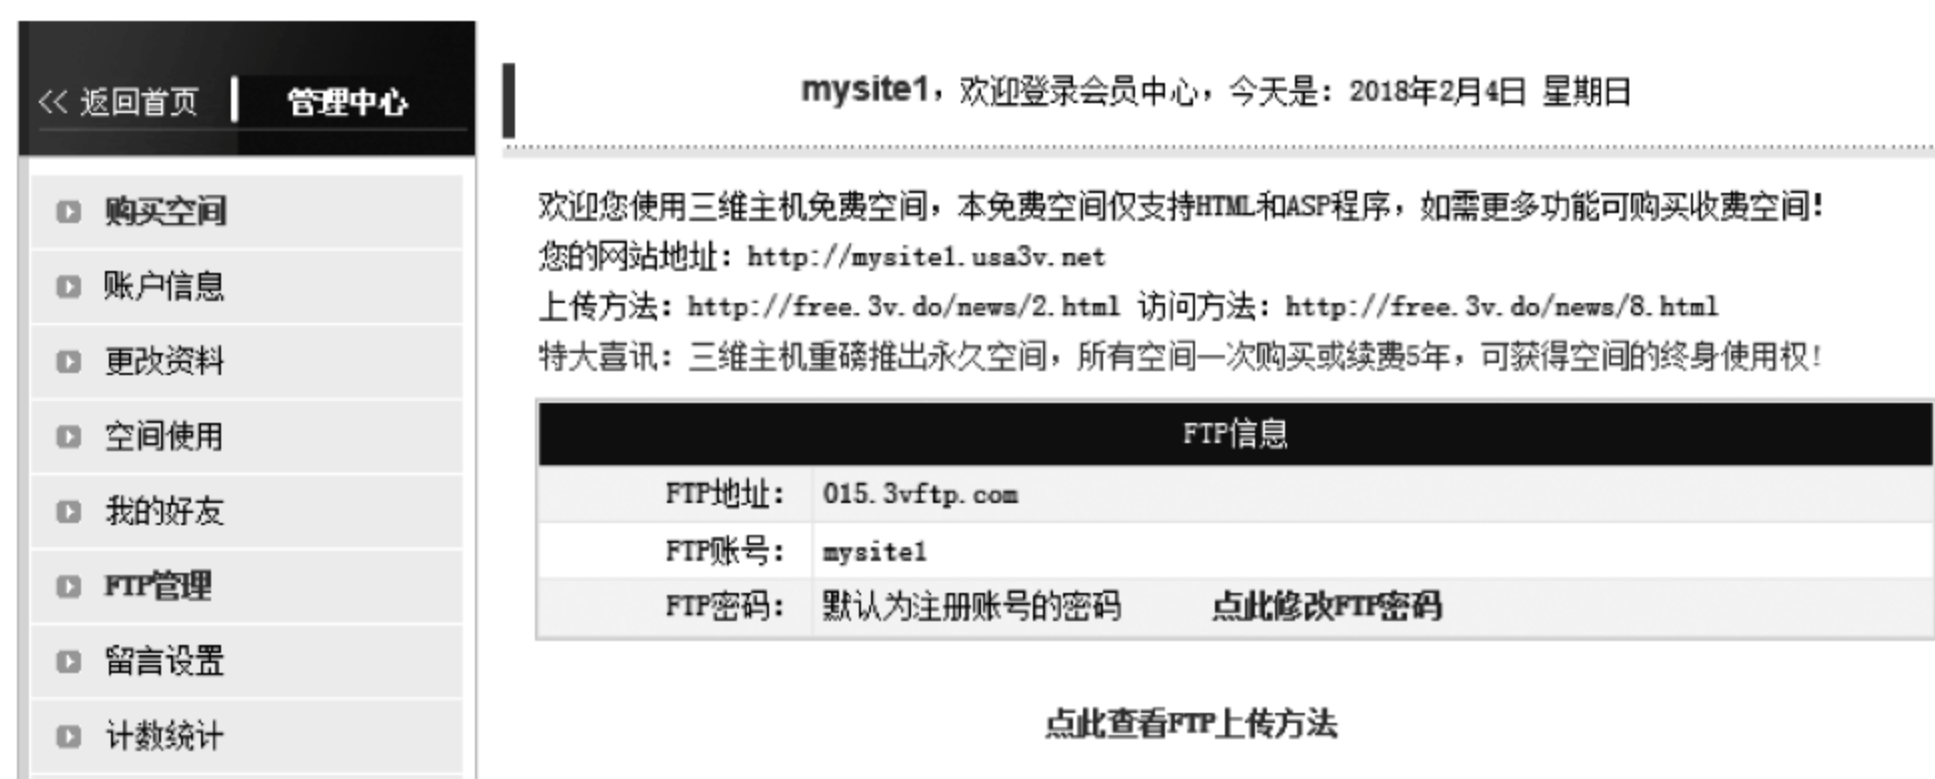 << 返回首页 管理中心
购买空间
账户信息
更改资料
空间使用
我的好友
FTP管理
留言设置
计数统计
mysite1，欢迎登录会员中心，今天是：2018年2月4日 星期日
欢迎您使用三维主机免费空间，本免费空间仅支持HTML和ASP程序，如需更多功能可购买收费空间！
您的网站地址：http://mysite1.usa3v.net
上传方法：http://free.3v.do/news/2.html 访问方法：http://free.3v.do/news/8.html
特大喜讯：三维主机重磅推出永久空间，所有空间一次购买或续费5年，可获得空间的终身使用权！
FTP信息
FTP地址： 015.3vftp.com
FTP账号： mysite1
FTP密码： 默认为注册账号的密码 点此修改FTP密码
点此查看FTP上传方法